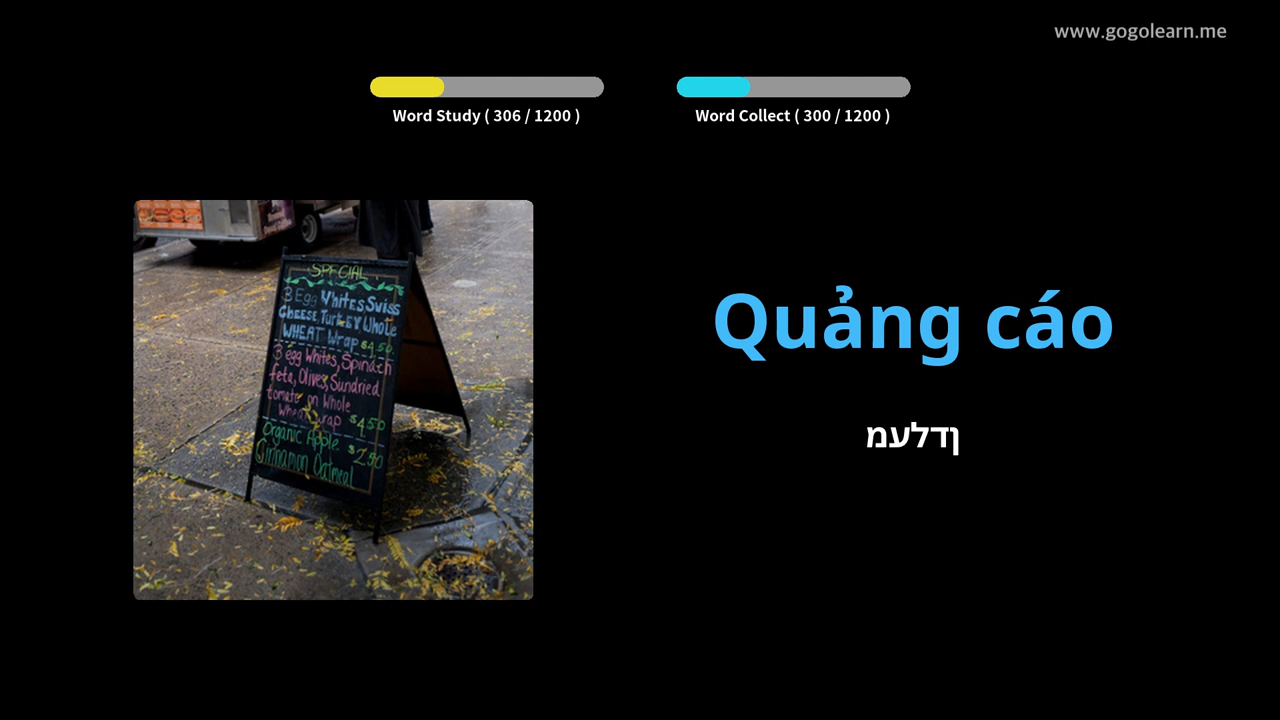 www.gogolearn.me
Word Study ( 306 / 1200 )
Word Collect ( 300 / 1200 )
SPECIAL
3 Egg Whites, Swiss
Cheese, Turkey Whole
WHEAT Wrap $4.50
3 egg Whites, Spinach
feta, Olives, Sundried
tomato on Whole
Wheat Wrap $4.50
Organic Apple
Cinnamon Oatmeal $2.50
Quảng cáo
ןדלעמ